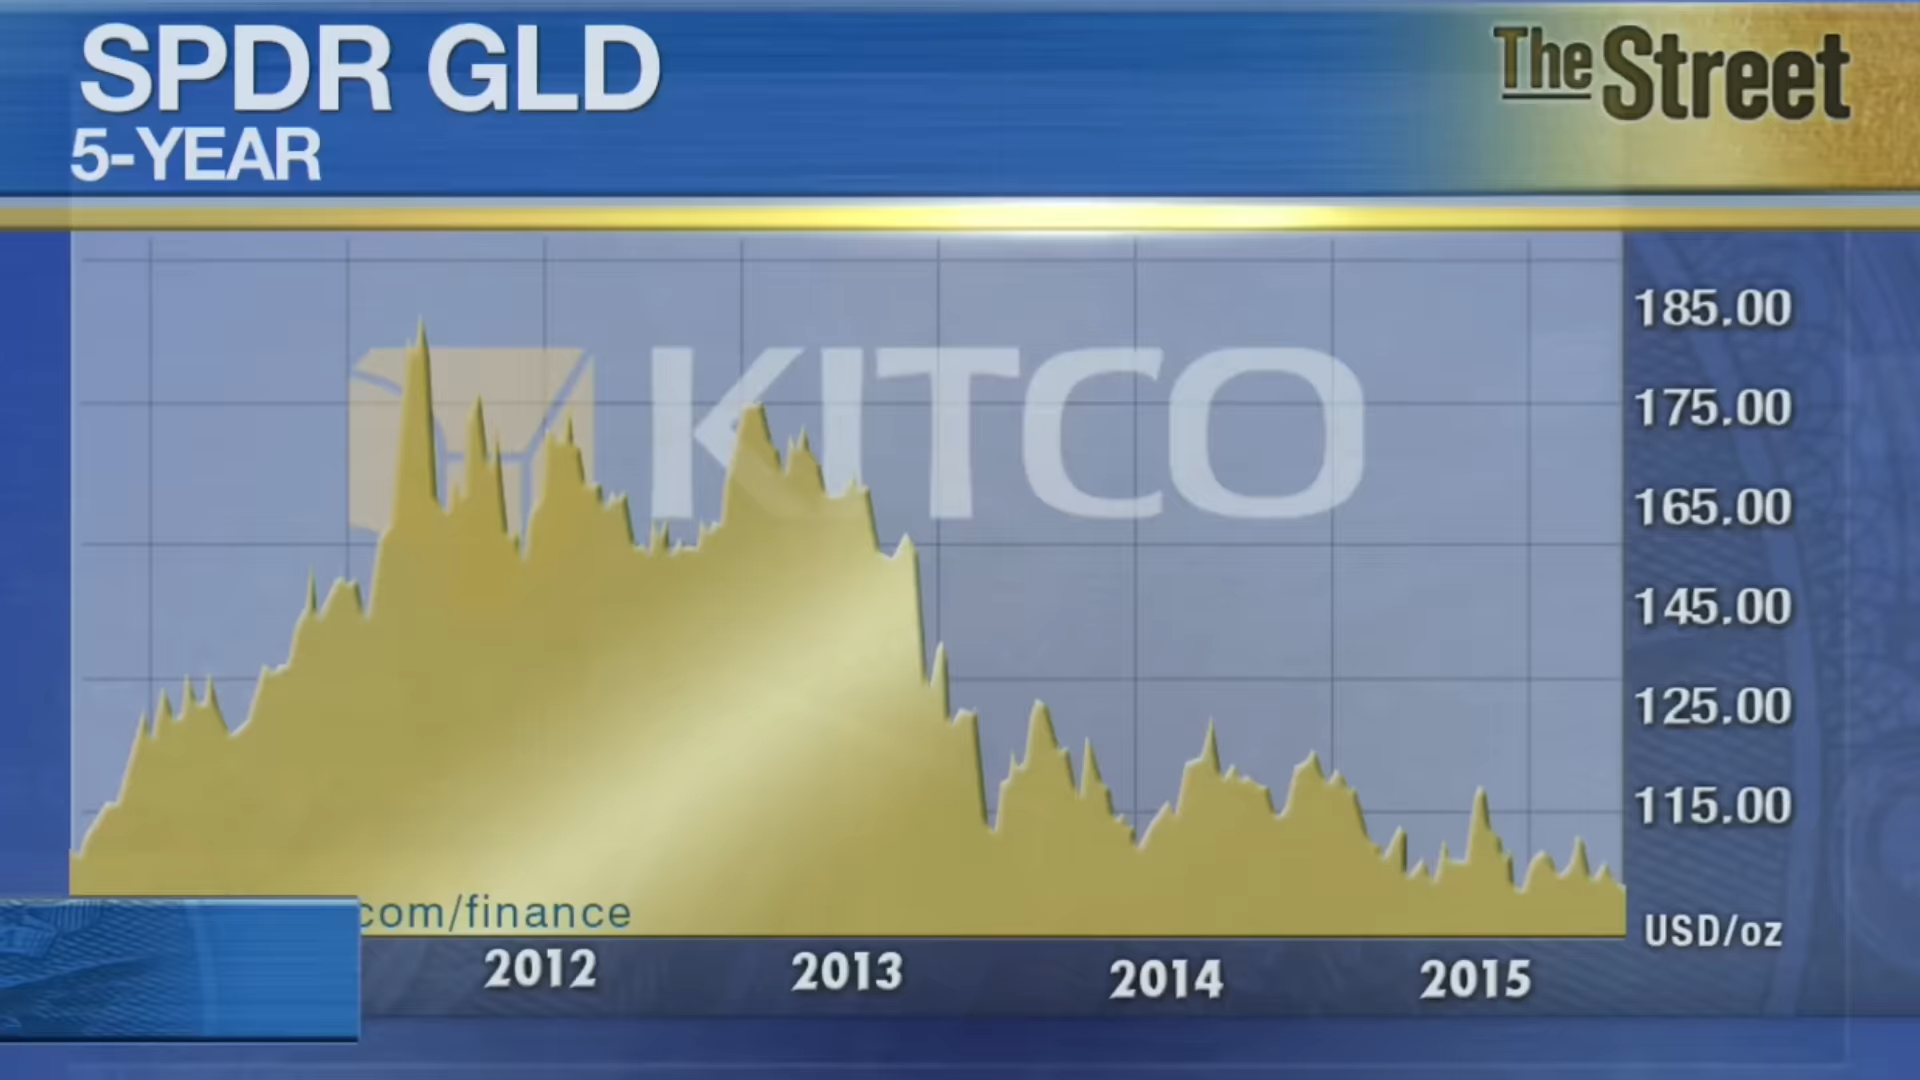 SPDR GLD
5-YEAR
The Street
KITCO
185.00
175.00
165.00
145.00
125.00
115.00
USD/oz
com/finance
2012
2013
2014
2015